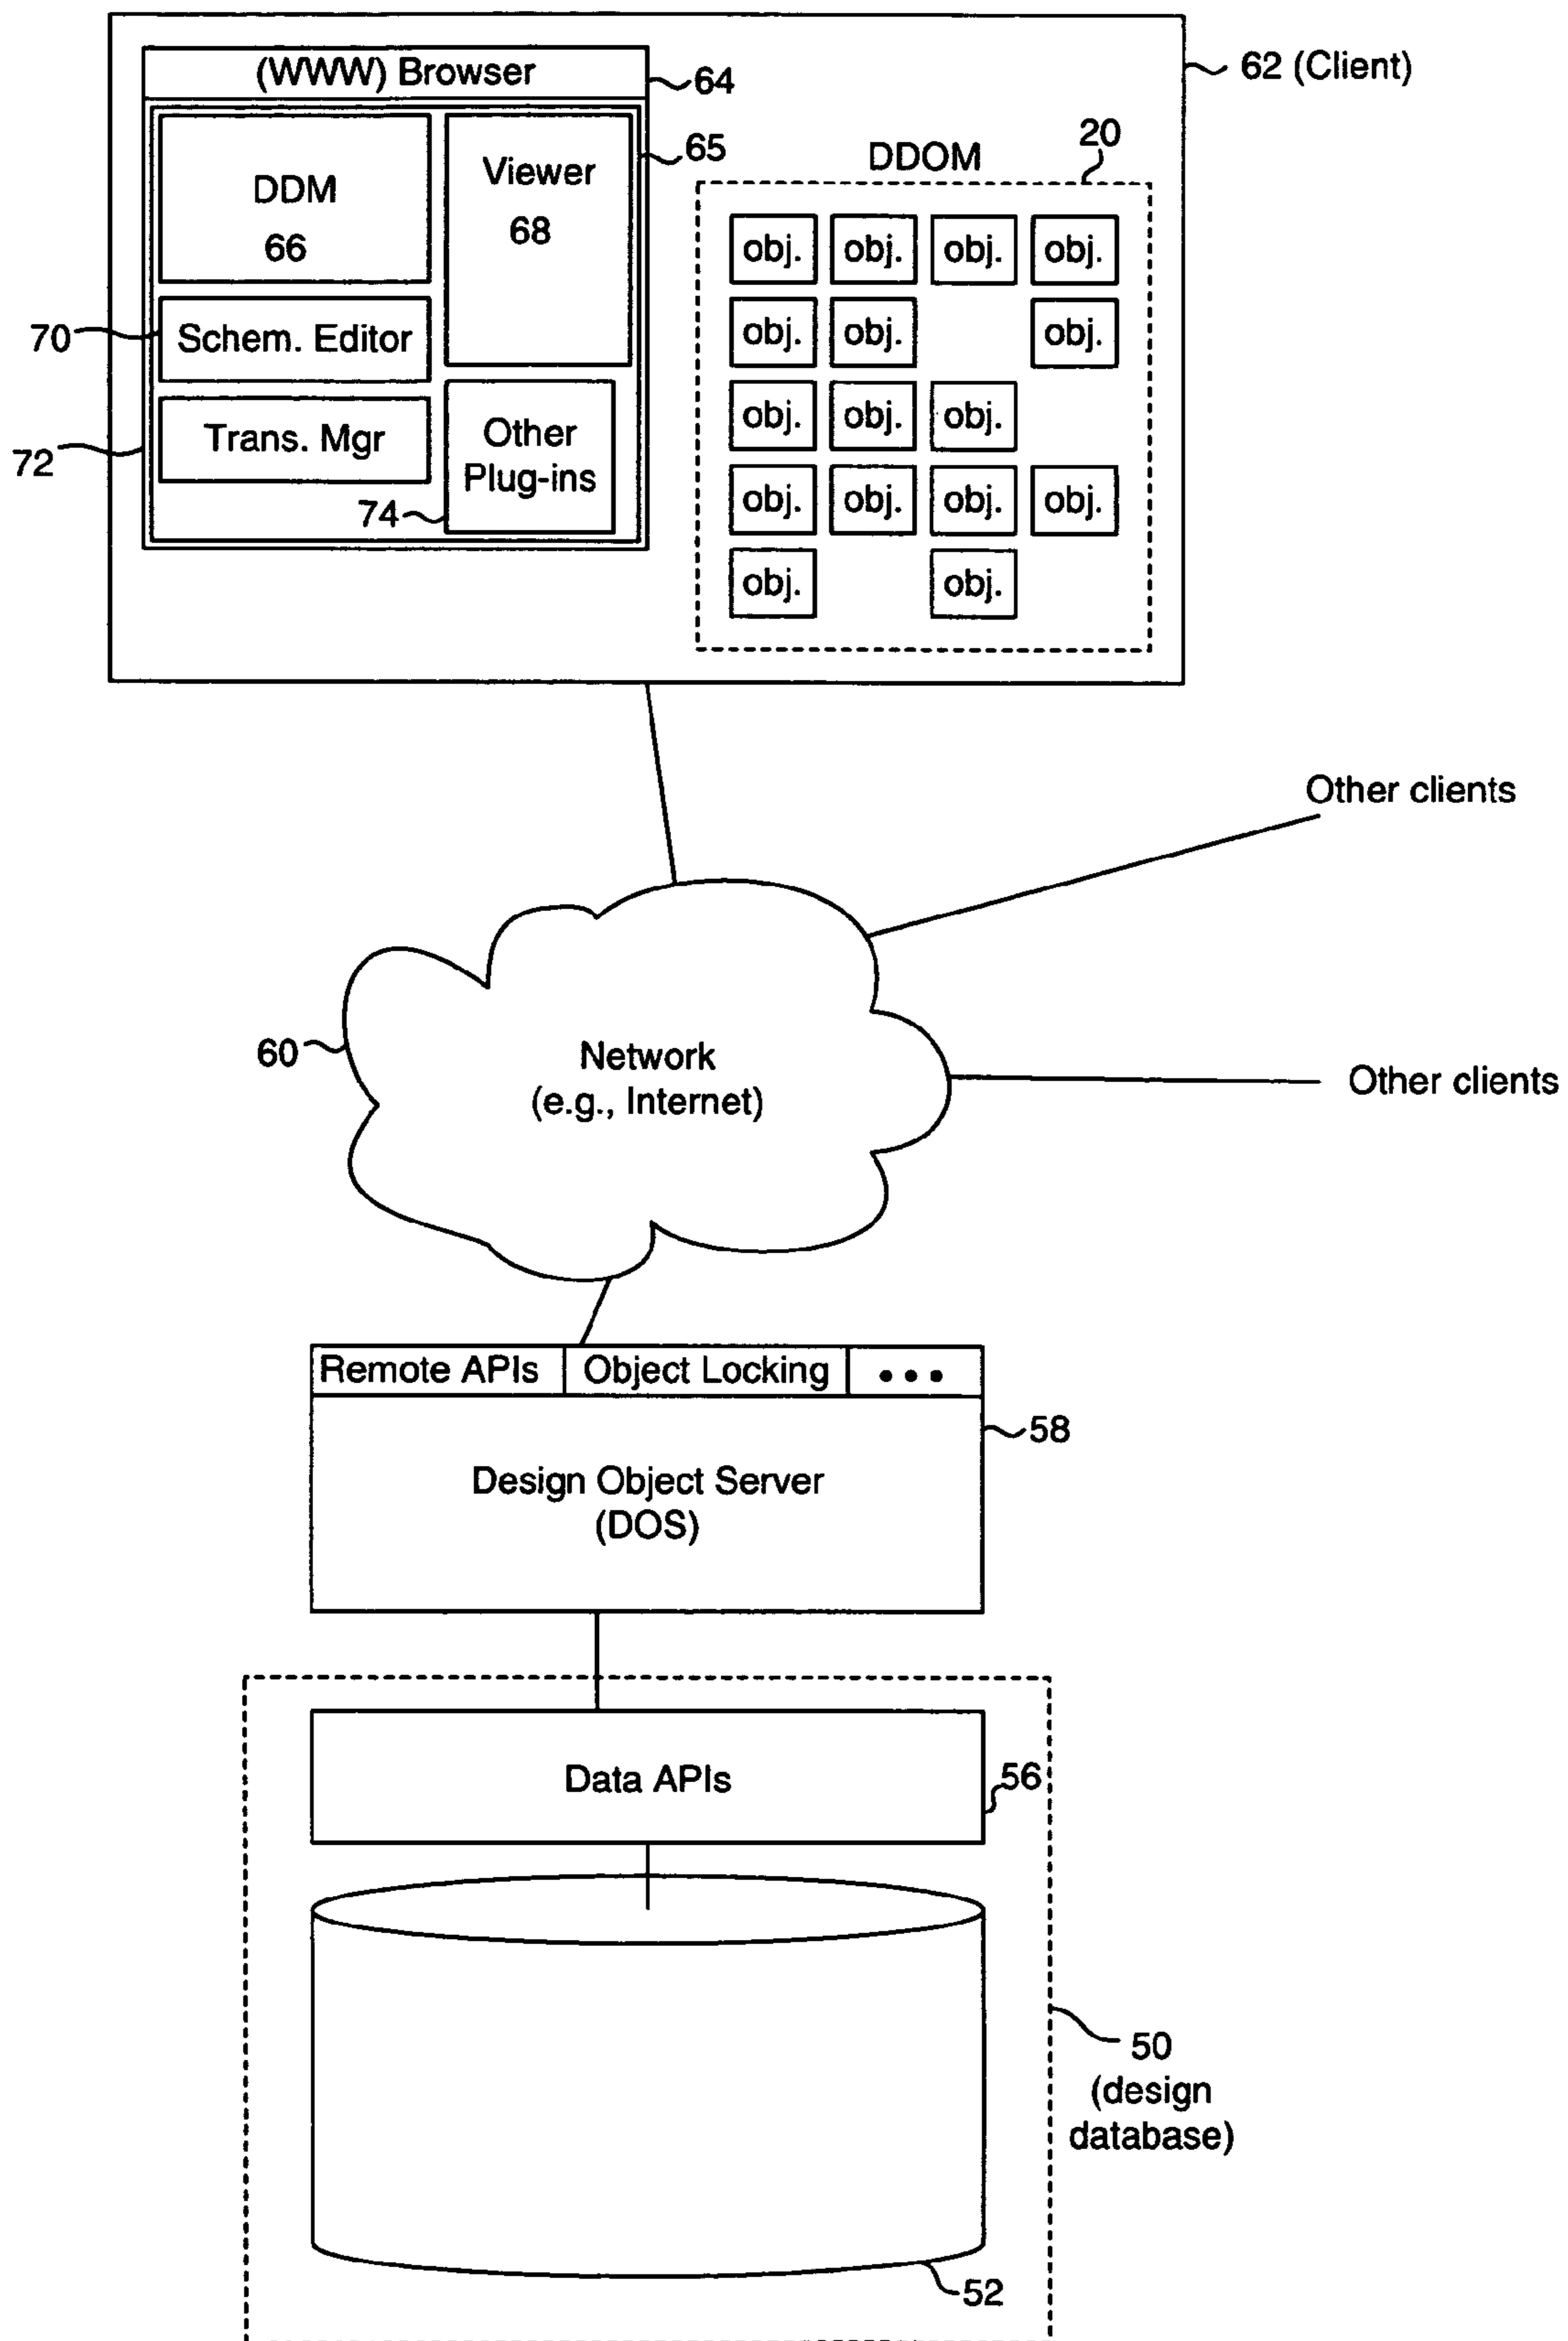 (WWW) Browser
64
62 (Client)
65
DDM
66
Viewer
68
70
Schem. Editor
72
Trans. Mgr
74
Other
Plug-ins
DDOM
20
obj. obj. obj. obj.
obj. obj. obj.
obj. obj. obj.
obj. obj. obj. obj.
obj. obj.
Other clients
60
Network
(e.g., Internet)
Other clients
Remote APIs
Object Locking
•••
58
Design Object Server
(DOS)
Data APIs
56
50
(design
database)
52